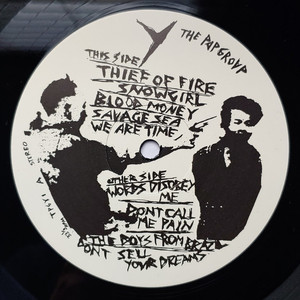 THE POP GROUP
THIS SIDE
Y
THIEF OF FIRE
SNOWGIRL
BLOOD MONEY
SAVAGE SEA
WE ARE TIME
OTHER SIDE
WORDS DISOBEY
ME
DONT CALL
ME PAIN
& THE BOYS FROM BRAZIL
DONT SELL
YOUR DREAMS
STEREO
A